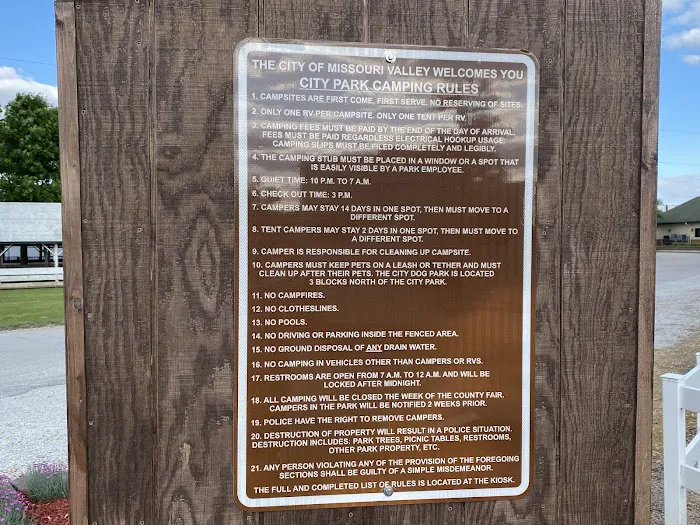 THE CITY OF MISSOURI VALLEY WELCOMES YOU
CITY PARK CAMPING RULES
1. CAMPSITES ARE FIRST COME, FIRST SERVE. NO RESERVING OF SITES.
2. ONLY ONE RV PER CAMPSITE. ONLY ONE TENT PER RV.
3. CAMPING FEES MUST BE PAID BY THE END OF THE DAY OF ARRIVAL,
FEES MUST BE PAID REGARDLESS ELECTRICAL HOOKUP USAGE,
CAMPING SLIPS MUST BE FILED COMPLETELY AND LEGIBLY.
4. THE CAMPING STUB MUST BE PLACED IN A WINDOW OR A SPOT THAT
IS EASILY VISIBLE BY A PARK EMPLOYEE.
5. QUIET TIME: 10 P.M. TO 7 A.M.
6. CHECK OUT TIME: 3 P.M.
7. CAMPERS MAY STAY 14 DAYS IN ONE SPOT, THEN MUST MOVE TO A
DIFFERENT SPOT.
8. TENT CAMPERS MAY STAY 2 DAYS IN ONE SPOT, THEN MUST MOVE TO
A DIFFERENT SPOT.
9. CAMPER IS RESPONSIBLE FOR CLEANING UP CAMPSITE.
10. CAMPERS MUST KEEP PETS ON A LEASH OR TETHER AND MUST
CLEAN UP AFTER THEIR PETS. THE CITY DOG PARK IS LOCATED
3 BLOCKS NORTH OF THE CITY PARK.
11. NO CAMPFIRES.
12. NO CLOTHESLINES.
13. NO POOLS.
14. NO DRIVING OR PARKING INSIDE THE FENCED AREA.
15. NO GROUND DISPOSAL OF ANY DRAIN WATER.
16. NO CAMPING IN VEHICLES OTHER THAN CAMPERS OR RVS.
17. RESTROOMS ARE OPEN FROM 7 A.M. TO 12 A.M. AND WILL BE
LOCKED AFTER MIDNIGHT.
18. ALL CAMPING WILL BE CLOSED THE WEEK OF THE COUNTY FAIR.
CAMPERS IN THE PARK WILL BE NOTIFIED 2 WEEKS PRIOR.
19. POLICE HAVE THE RIGHT TO REMOVE CAMPERS.
20. DESTRUCTION OF PROPERTY WILL RESULT IN A POLICE SITUATION.
DESTRUCTION INCLUDES: PARK TREES, PICNIC TABLES, RESTROOMS,
OTHER PARK PROPERTY, ETC.
21. ANY PERSON VIOLATING ANY OF THE PROVISION OF THE FOREGOING
SECTIONS SHALL BE GUILTY OF A SIMPLE MISDEMEANOR.
THE FULL AND COMPLETED LIST OF RULES IS LOCATED AT THE KIOSK.